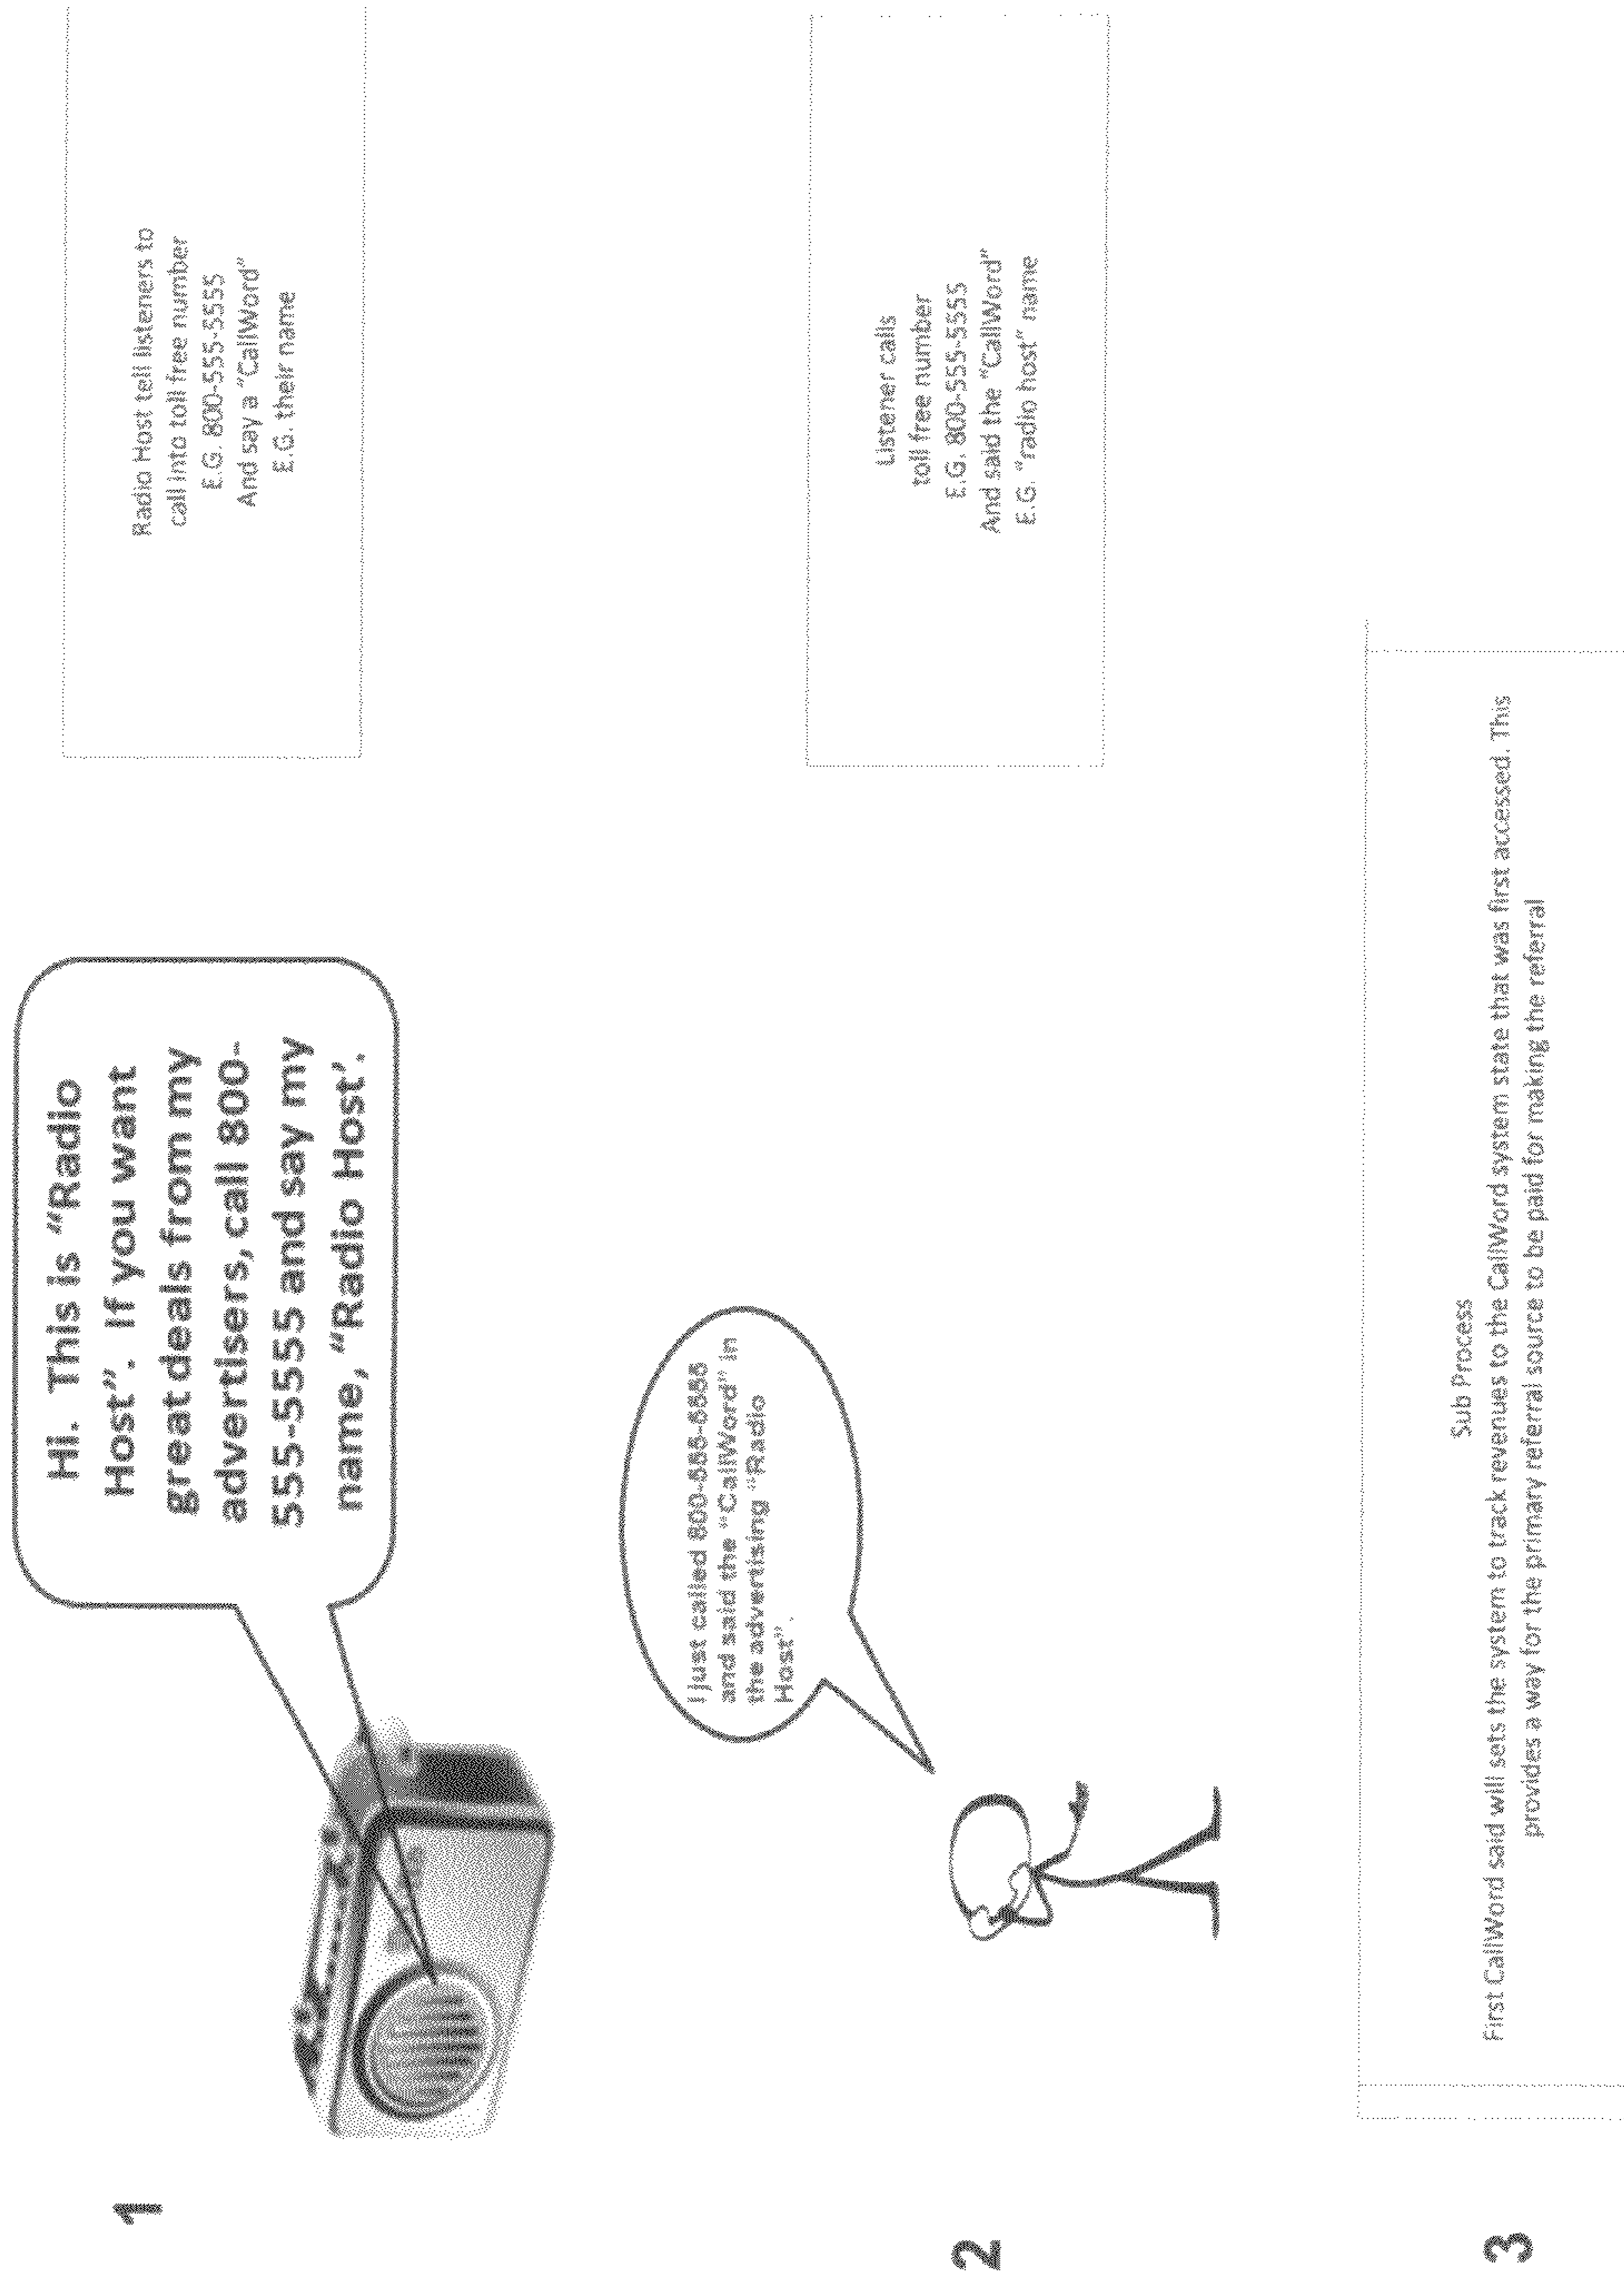 1
Hi. This is “Radio
Host”. If you want
great deals from my
advertisers, call 800-
555-5555 and say my
name, “Radio Host’.
Radio Host tell listeners to
call into toll free number
E.G. 800-555-5555
And say a “CallWord”
E.G. their name
2
I just called 800-555-5555
and said the “CallWord” in
the advertising “Radio
Host”.
Listener calls
toll free number
E.G. 800-555-5555
And said the “CallWord”
E.G. “radio host” name
3
Sub Process
First CallWord said will sets the system to track revenues to the CallWord system state that was first accessed. This
provides a way for the primary referral source to be paid for making the referral